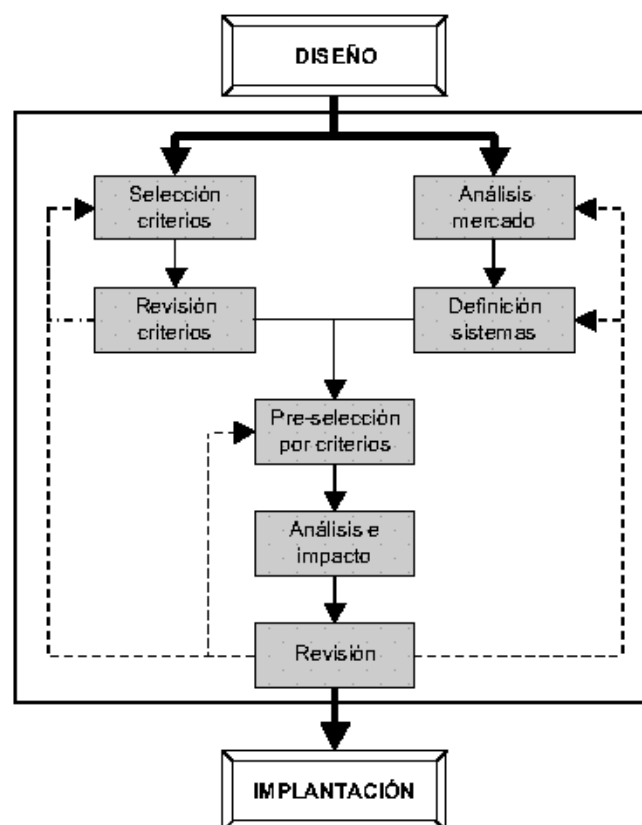 DISEÑO
Selección
criterios
Análisis
mercado
Revisión
criterios
Definición
sistemas
Pre-selección
por criterios
Análisis e
impacto
Revisión
IMPLANTACIÓN